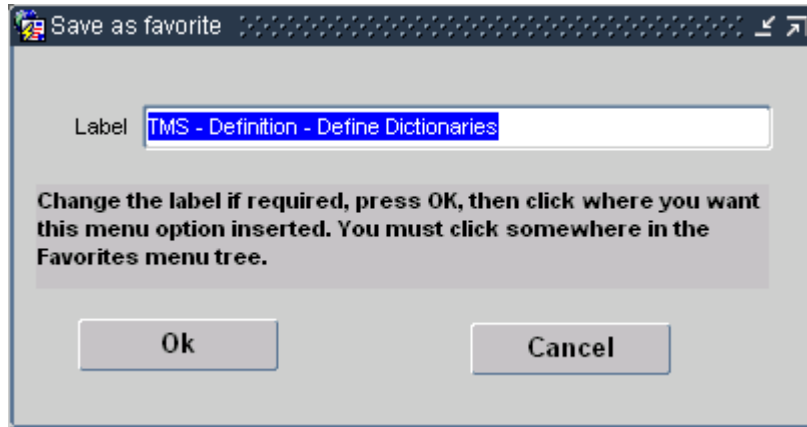 Save as favorite
Label TMS - Definition - Define Dictionaries
Change the label if required, press OK, then click where you want
this menu option inserted. You must click somewhere in the
Favorites menu tree.
Ok Cancel